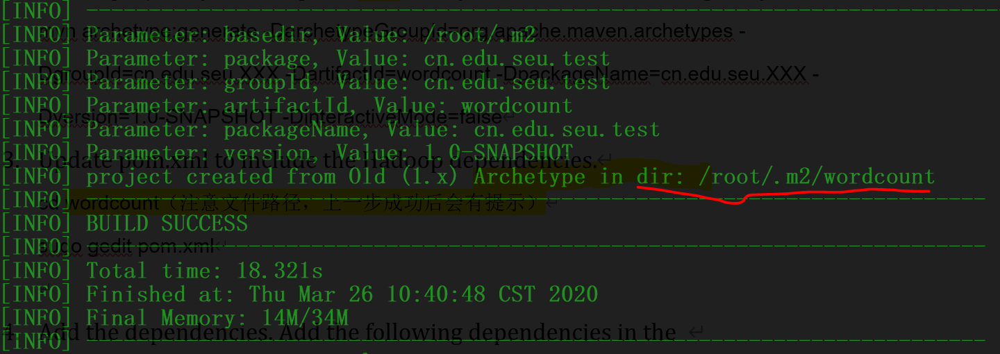 [INFO] ------------------------------------------------------------------------
[INFO] Parameter: basedir, Value: /root/.m2
mvn archetype:generate -DarchetypeGroupId=org.apache.maven.archetypes -
[INFO] Parameter: package, Value: cn.edu.seu.test
DgroupId=cn.edu.seu.XXX -DartifactId=wordcount -DpackageName=cn.edu.seu.XXX -
[INFO] Parameter: groupId, Value: cn.edu.seu.test
[INFO] Parameter: artifactId, Value: wordcount
Dversion=1.0-SNAPSHOT -DinteractiveMode=false
[INFO] Parameter: packageName, Value: cn.edu.seu.test
[INFO] Parameter: version, Value: 1.0-SNAPSHOT
3. Update pom.xml to include the Hadoop dependencies.
[INFO] project created from Old (1.x) Archetype in dir: /root/.m2/wordcount
[INFO] ------------------------------------------------------------------------
cd wordcount（注意文件路径，上一步成功后会有提示）
[INFO] BUILD SUCCESS
[INFO] ------------------------------------------------------------------------
sudo gedit pom.xml
[INFO] Total time: 18.321s
[INFO] Finished at: Thu Mar 26 10:40:48 CST 2020
[INFO] Final Memory: 14M/34M
4. Add the dependencies. Add the following dependencies in the
[INFO] ------------------------------------------------------------------------